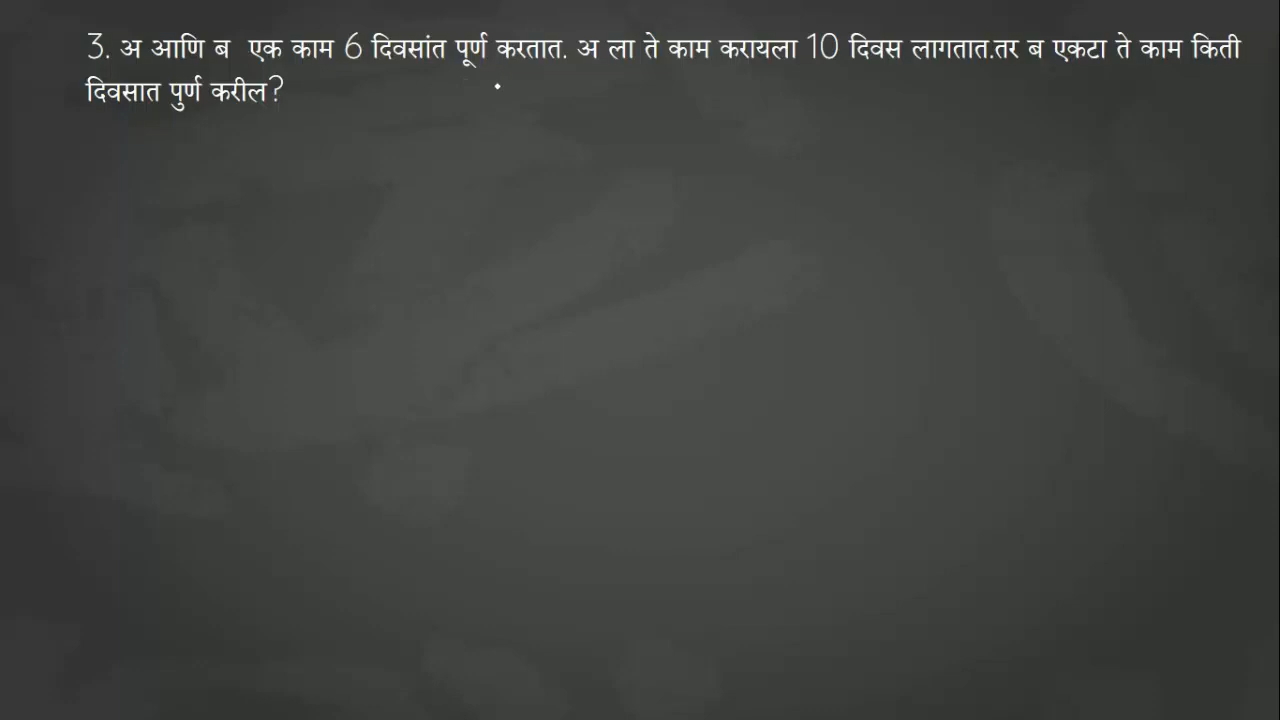 3. अ आणि ब एक काम 6 दिवसांत पूर्ण करतात. अ ला ते काम करायला 10 दिवस लागतात.तर ब एकटा ते काम किती
दिवसात पुर्ण करील?